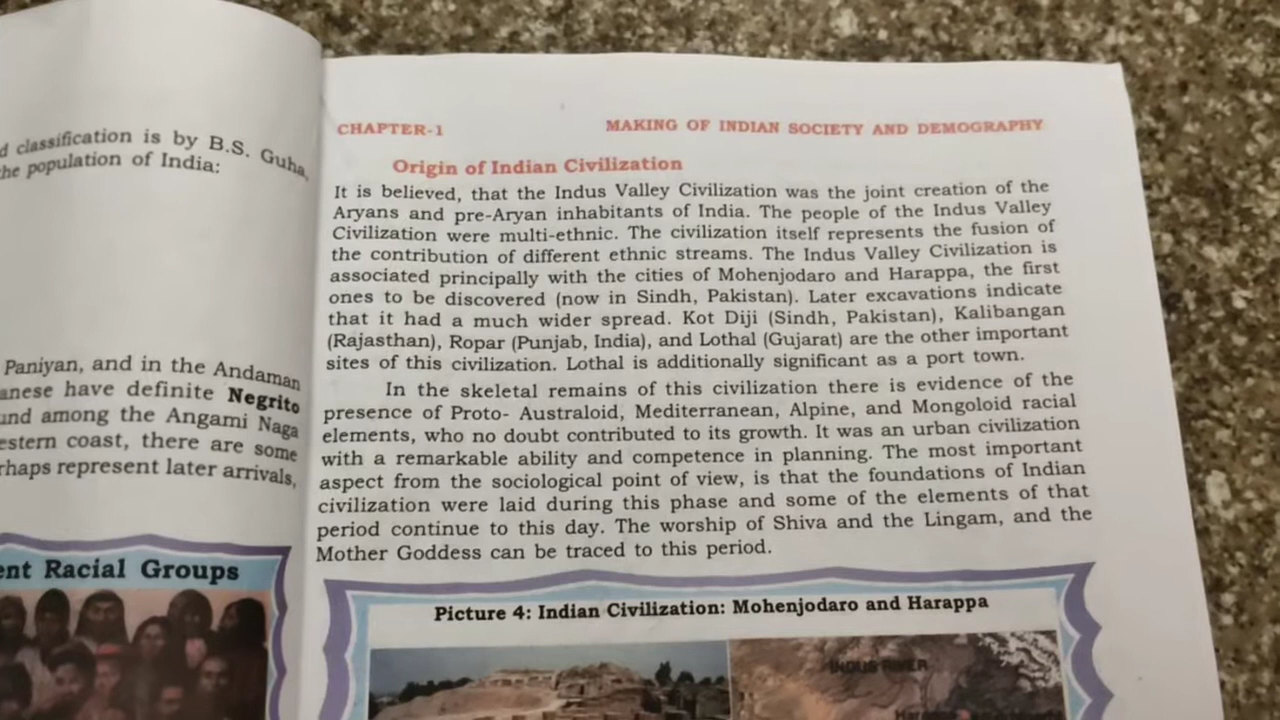 d classification is by B.S. Guha,
the population of India:
Paniyan, and in the Andaman
anese have definite Negrito
und among the Angami Naga
estern coast, there are some
rhaps represent later arrivals,
ent Racial Groups
CHAPTER-1 MAKING OF INDIAN SOCIETY AND DEMOGRAPHY
Origin of Indian Civilization
It is believed, that the Indus Valley Civilization was the joint creation of the
Aryans and pre-Aryan inhabitants of India. The people of the Indus Valley
Civilization were multi-ethnic. The civilization itself represents the fusion of
the contribution of different ethnic streams. The Indus Valley Civilization is
associated principally with the cities of Mohenjodaro and Harappa, the first
ones to be discovered (now in Sindh, Pakistan). Later excavations indicate
that it had a much wider spread. Kot Diji (Sindh, Pakistan), Kalibangan
(Rajasthan), Ropar (Punjab, India), and Lothal (Gujarat) are the other important
sites of this civilization. Lothal is additionally significant as a port town.
In the skeletal remains of this civilization there is evidence of the
presence of Proto- Australoid, Mediterranean, Alpine, and Mongoloid racial
elements, who no doubt contributed to its growth. It was an urban civilization
with a remarkable ability and competence in planning. The most important
aspect from the sociological point of view, is that the foundations of Indian
civilization were laid during this phase and some of the elements of that
period continue to this day. The worship of Shiva and the Lingam, and the
Mother Goddess can be traced to this period.
Picture 4: Indian Civilization: Mohenjodaro and Harappa
INDUS RIVER